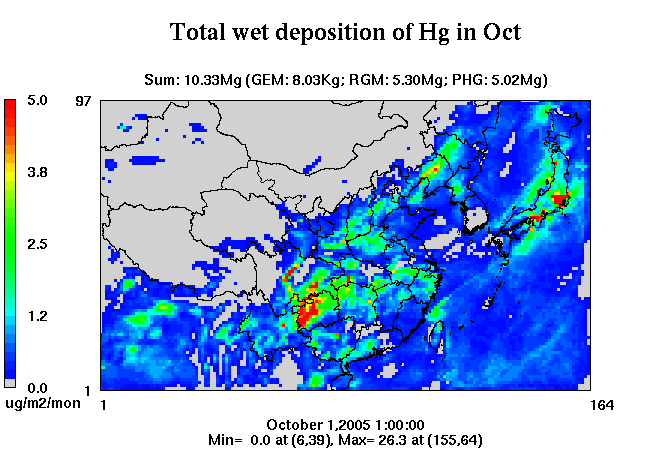 Total wet deposition of Hg in Oct
Sum: 10.33Mg (GEM: 8.03Kg; RGM: 5.30Mg; PHG: 5.02Mg)
97
5.0
3.8
2.5
1.2
0.0
1
ug/m2/mon
1
164
October 1,2005 1:00:00
Min= 0.0 at (6,39), Max= 26.3 at (155,64)